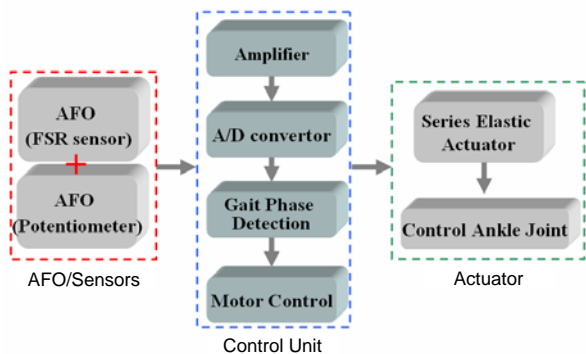 AFO
(FSR sensor)
+
AFO
(Potentiometer)
AFO/Sensors
Amplifier
A/D convertor
Gait Phase
Detection
Motor Control
Control Unit
Series Elastic
Actuator
Control Ankle Joint
Actuator